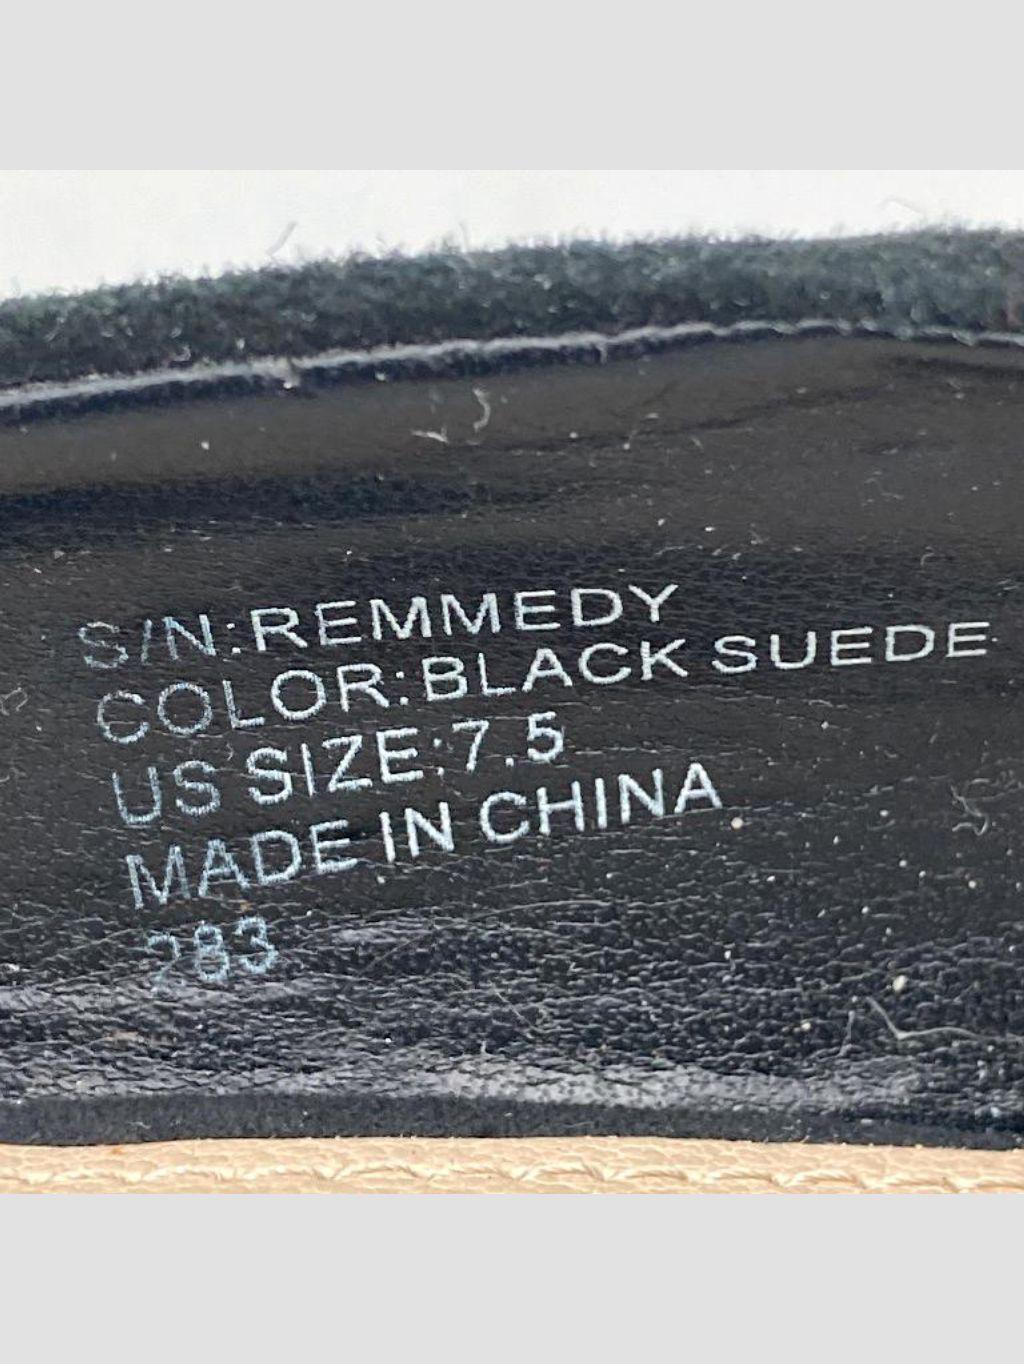 S/N:REMMEDY
COLOR:BLACK SUEDE
US SIZE:7.5
MADE IN CHINA
283